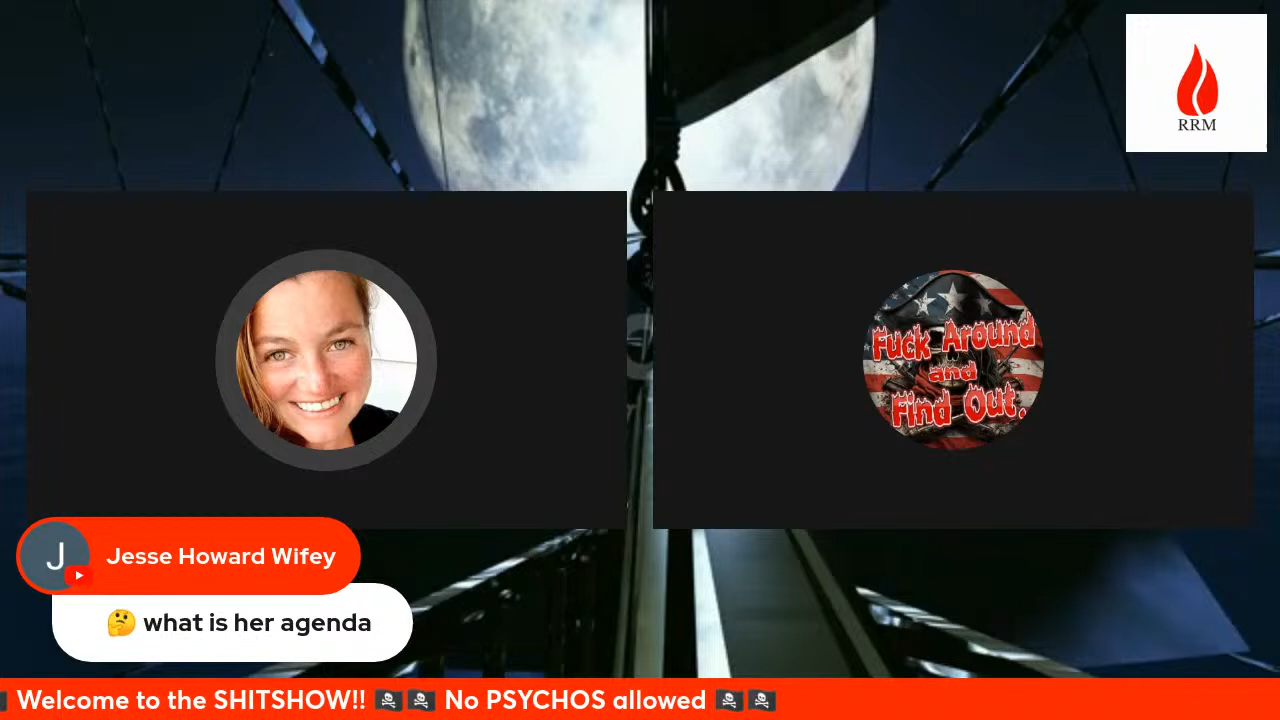 RRM
Fuck Around
and
Find Out.
J
Jesse Howard Wifey
🤔 what is her agenda
Welcome to the SHITSHOW!! 🏴‍☠️🏴‍☠️ No PSYCHOS allowed 🏴‍☠️🏴‍☠️